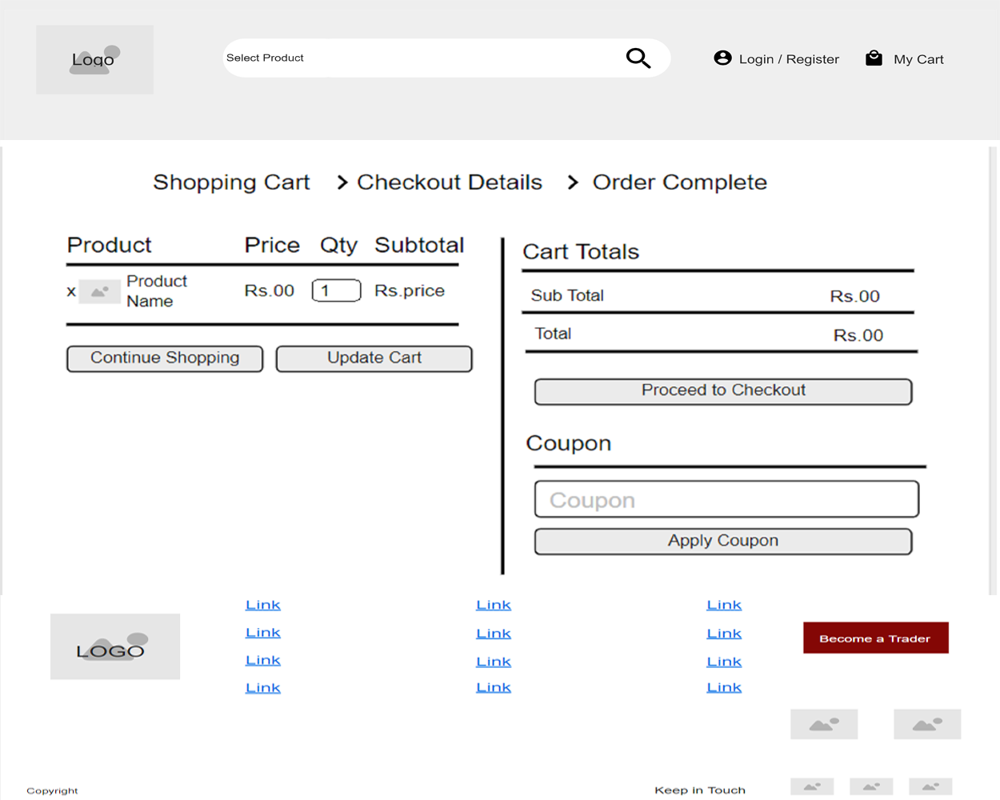 Logo
Select Product
Login / Register
My Cart
Shopping Cart > Checkout Details > Order Complete
Product Price Qty Subtotal
x Product Name Rs.00 1 Rs.price
Continue Shopping Update Cart
Cart Totals
Sub Total Rs.00
Total Rs.00
Proceed to Checkout
Coupon
Coupon
Apply Coupon
LOGO
Link Link Link
Link Link Link
Link Link Link
Link Link Link
Become a Trader
Copyright
Keep in Touch